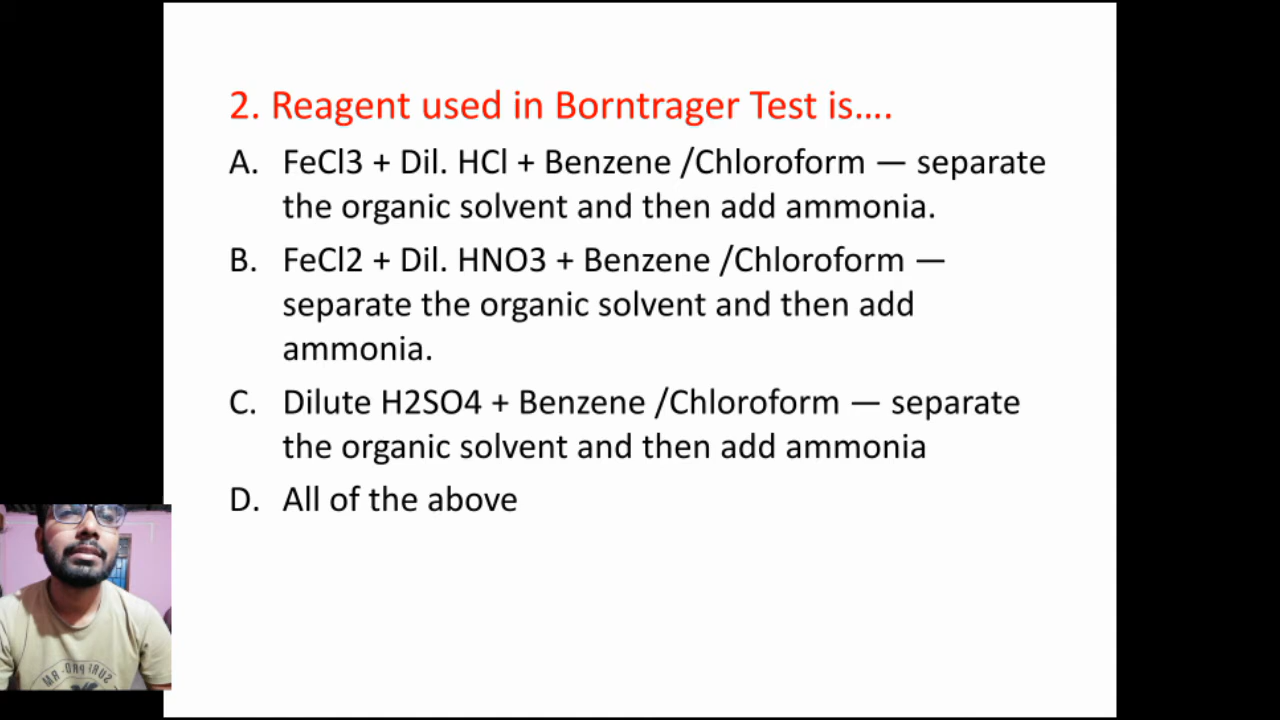 2. Reagent used in Borntrager Test is....
A. FeCl3 + Dil. HCl + Benzene /Chloroform — separate
the organic solvent and then add ammonia.
B. FeCl2 + Dil. HNO3 + Benzene /Chloroform —
separate the organic solvent and then add
ammonia.
C. Dilute H2SO4 + Benzene /Chloroform — separate
the organic solvent and then add ammonia
D. All of the above